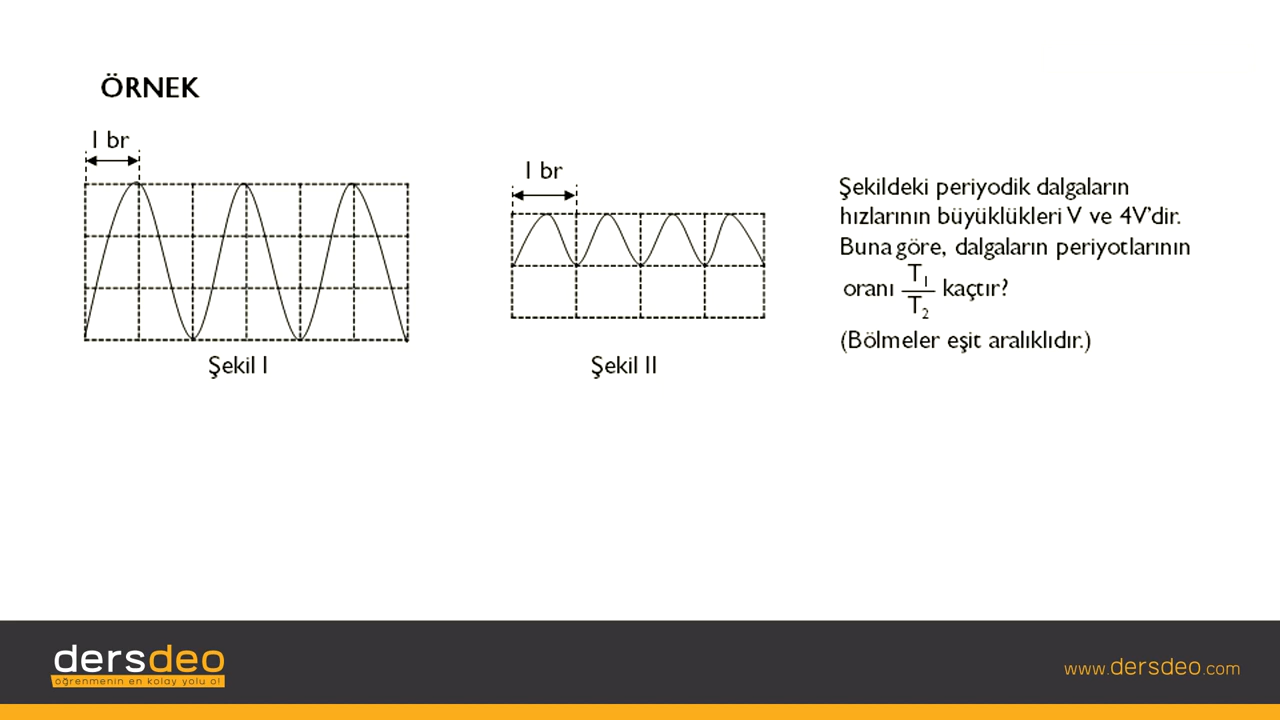 ÖRNEK
1 br
1 br
Şekil I
Şekil II
Şekildeki periyodik dalgaların
hızlarının büyüklükleri V ve 4V'dir.
Buna göre, dalgaların periyotlarının
oranı T₁/T₂ kaçtır?
(Bölmeler eşit aralıklıdır.)
dersdeo
öğrenmenin en kolay yolu o!
www.dersdeo.com